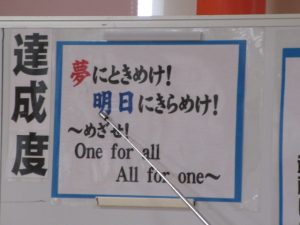 達成度
夢にときめけ!
明日にきらめけ!
～めざせ!
One for all
All for one～